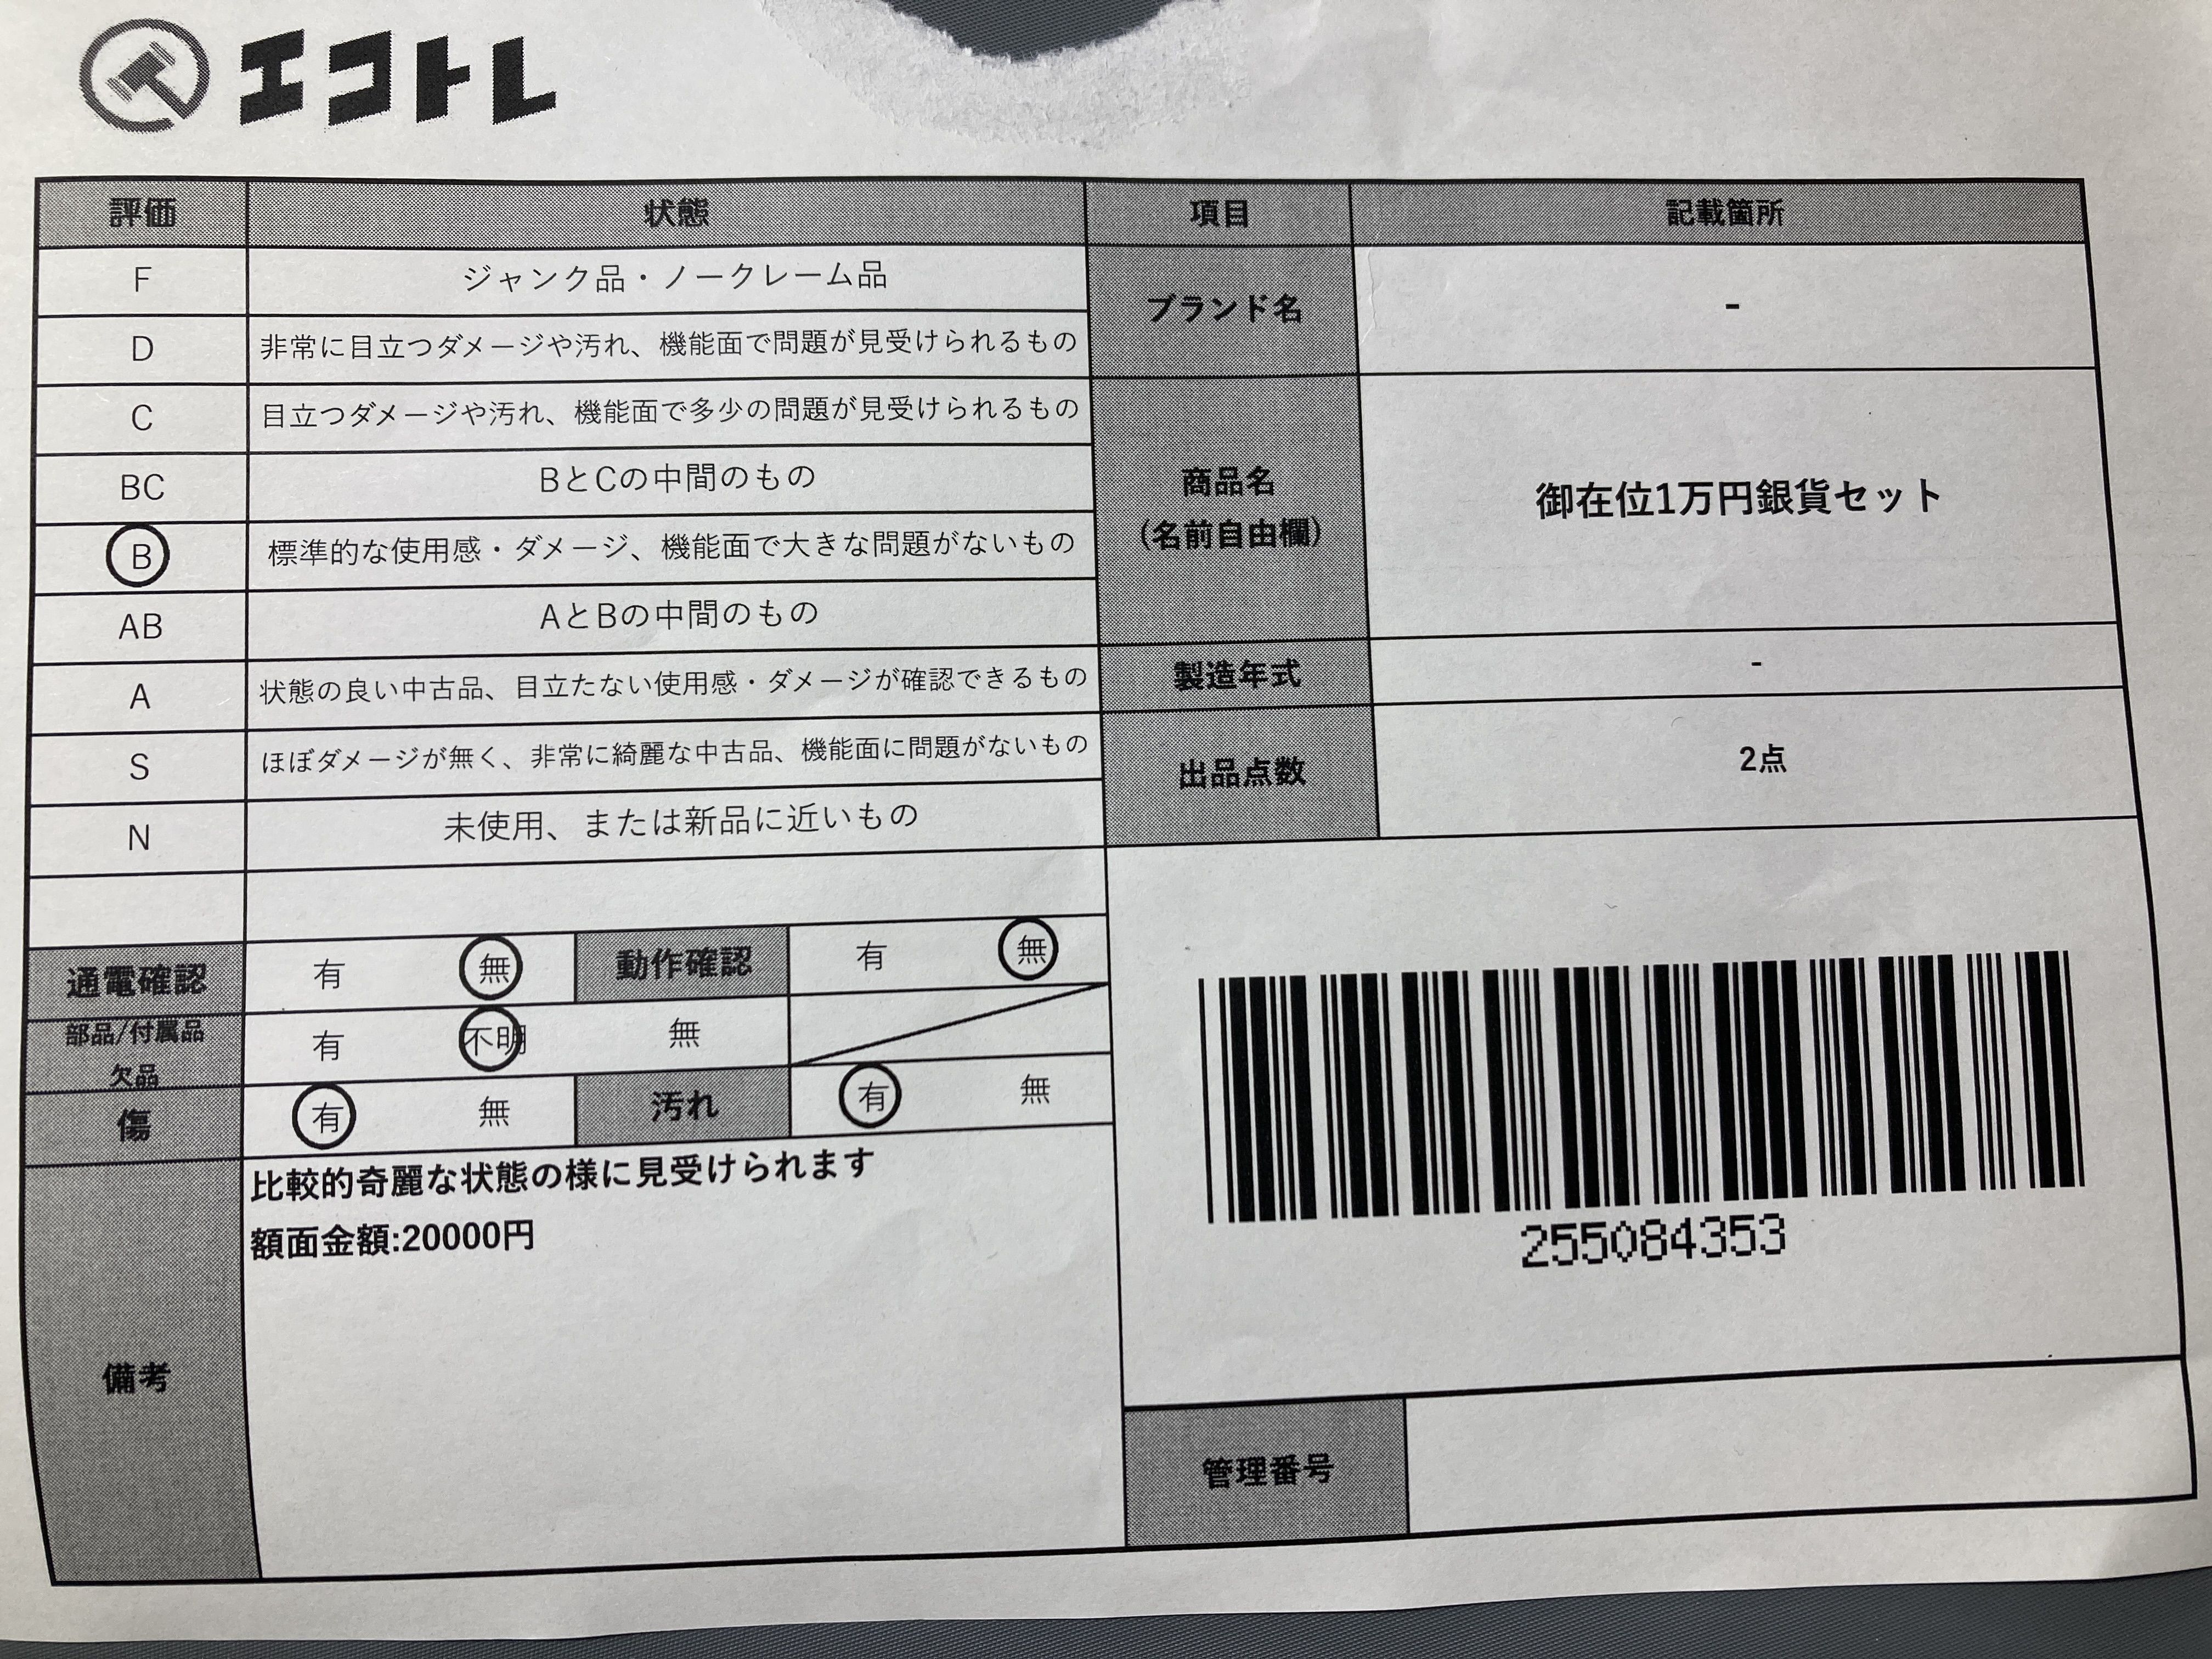 エコトレ
評価 状態 項目 記載箇所
F ジャンク品・ノークレーム品
D 非常に目立つダメージや汚れ、機能面で問題が見受けられるもの
C 目立つダメージや汚れ、機能面で多少の問題が見受けられるもの
BC BとCの中間のもの
B 標準的な使用感・ダメージ、機能面で大きな問題がないもの
AB AとBの中間のもの
A 状態の良い中古品、目立たない使用感・ダメージが確認できるもの
S ほぼダメージが無く、非常に綺麗な中古品、機能面に問題がないもの
N 未使用、または新品に近いもの
ブランド名 -
商品名
(名前自由欄)
御在位1万円銀貨セット
製造年式 -
出品点数 2点
通電確認 有 無 動作確認 有 無
部品/付属品
欠品
有 不明 無
傷 有 無 汚れ 有 無
備考
比較的奇麗な状態の様に見受けられます
額面金額:20000円
255084353
管理番号